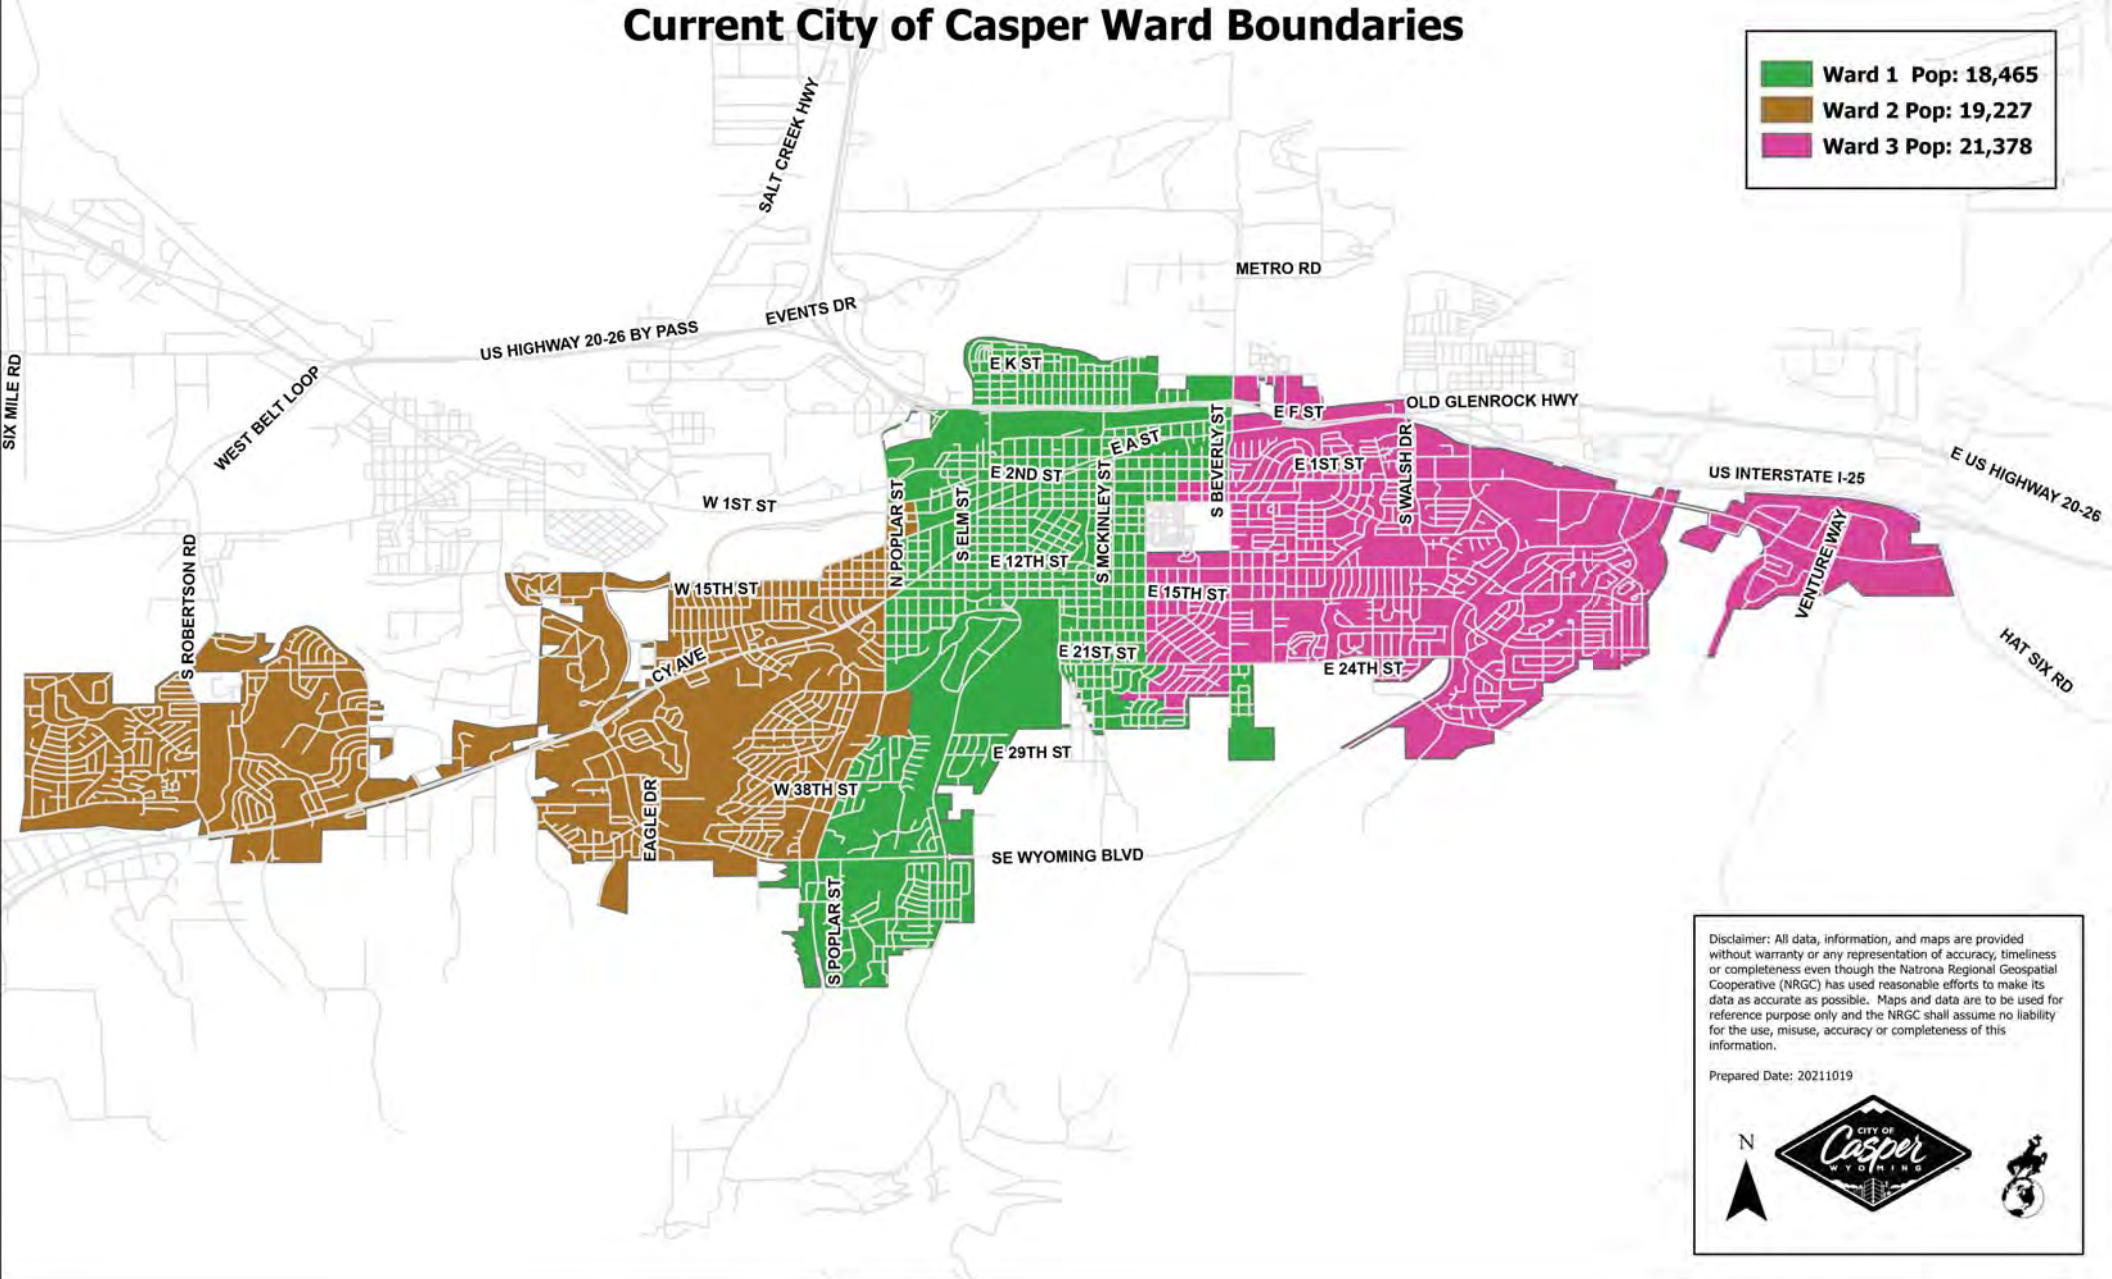 Current City of Casper Ward Boundaries
Ward 1 Pop: 18,465
Ward 2 Pop: 19,227
Ward 3 Pop: 21,378
SALT CREEK HWY
METRO RD
EVENTS DR
US HIGHWAY 20-26 BY PASS
SIX MILE RD
WEST BELT LOOP
E K ST
OLD GLENROCK HWY
E F ST
E A ST
S BEVERLY ST
S WALSH DR
E 1ST ST
E 2ND ST
US INTERSTATE I-25
E US HIGHWAY 20-26
W 1ST ST
N POPLAR ST
S ELM ST
S MCKINLEY ST
E 12TH ST
S ROBERTSON RD
VENTURE WAY
W 15TH ST
E 15TH ST
CY AVE
E 21ST ST
E 24TH ST
HAT SIX RD
E 29TH ST
W 38TH ST
EAGLE DR
SE WYOMING BLVD
S POPLAR ST
Disclaimer: All data, information, and maps are provided
without warranty or any representation of accuracy, timeliness
or completeness even though the Natrona Regional Geospatial
Cooperative (NRGC) has used reasonable efforts to make its
data as accurate as possible. Maps and data are to be used for
reference purpose only and the NRGC shall assume no liability
for the use, misuse, accuracy or completeness of this
information.
Prepared Date: 20211019
N
CITY OF
Casper
WYOMING